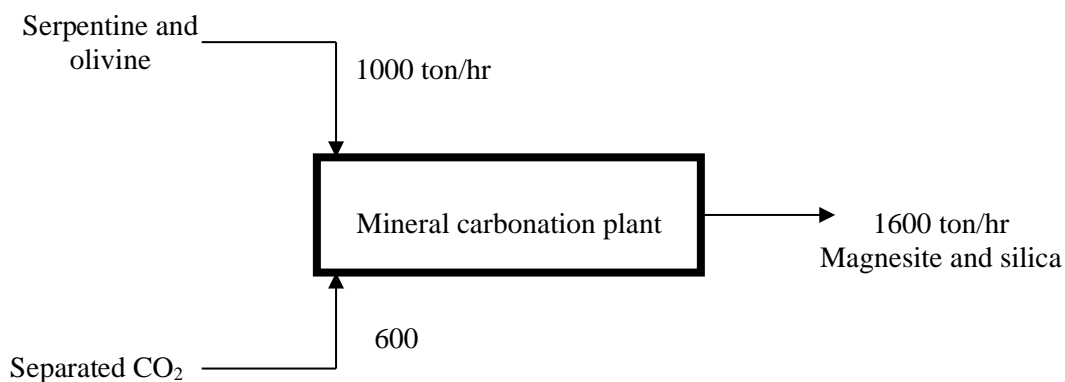 Serpentine and
olivine
1000 ton/hr
Mineral carbonation plant
1600 ton/hr
Magnesite and silica
600
Separated CO₂